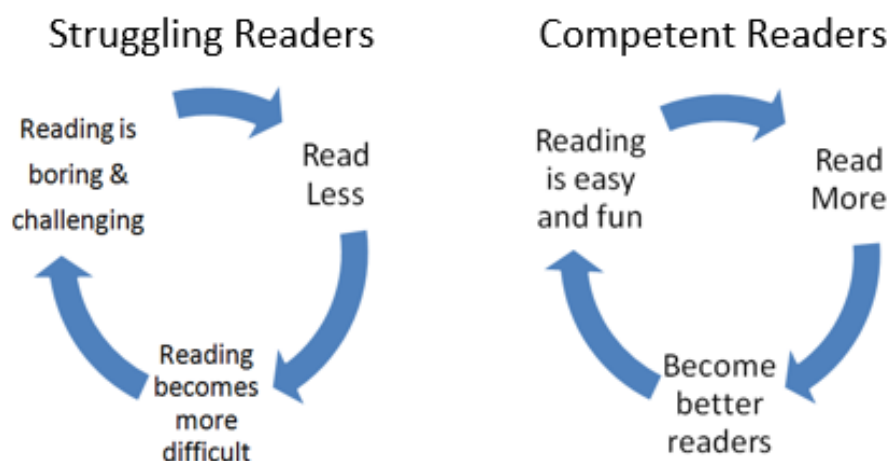 Struggling Readers
Reading is
boring &
challenging
Read
Less
Reading
becomes
more
difficult
Competent Readers
Reading
is easy
and fun
Read
More
Become
better
readers